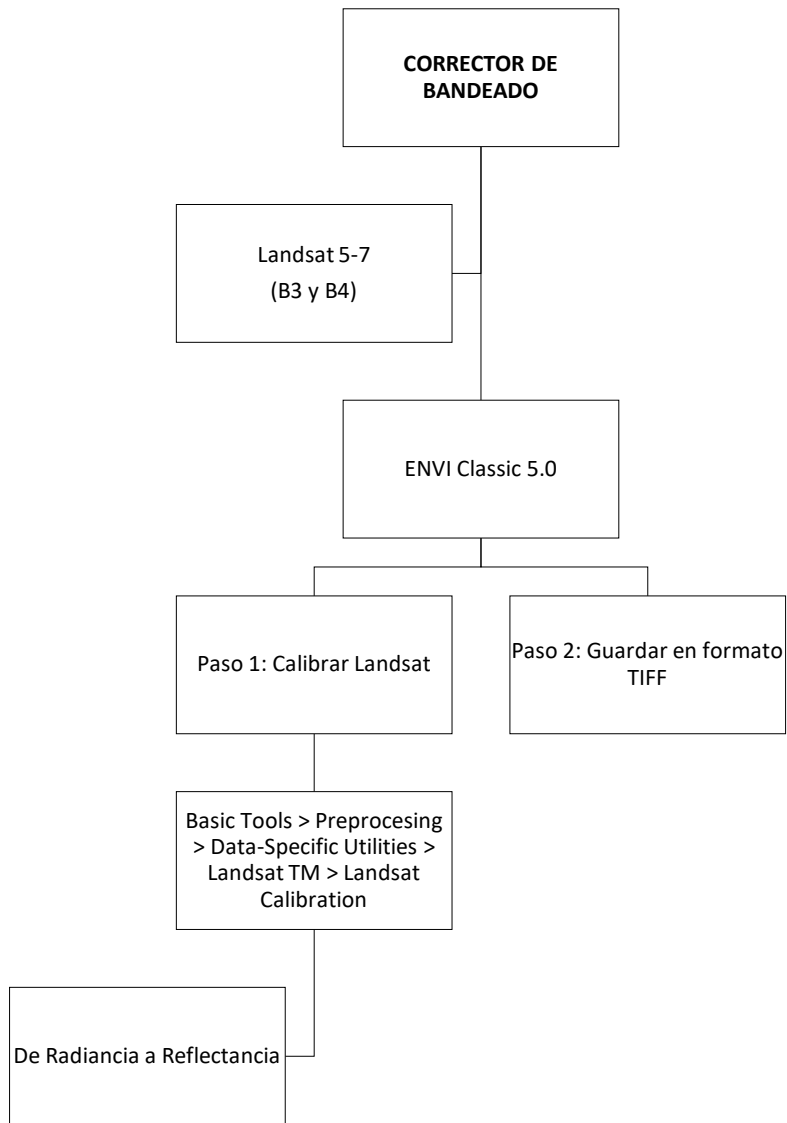 CORRECTOR DE
BANDEADO
Landsat 5-7
(B3 y B4)
ENVI Classic 5.0
Paso 1: Calibrar Landsat
Paso 2: Guardar en formato
TIFF
Basic Tools > Preprocesing
> Data-Specific Utilities >
Landsat TM > Landsat
Calibration
De Radiancia a Reflectancia